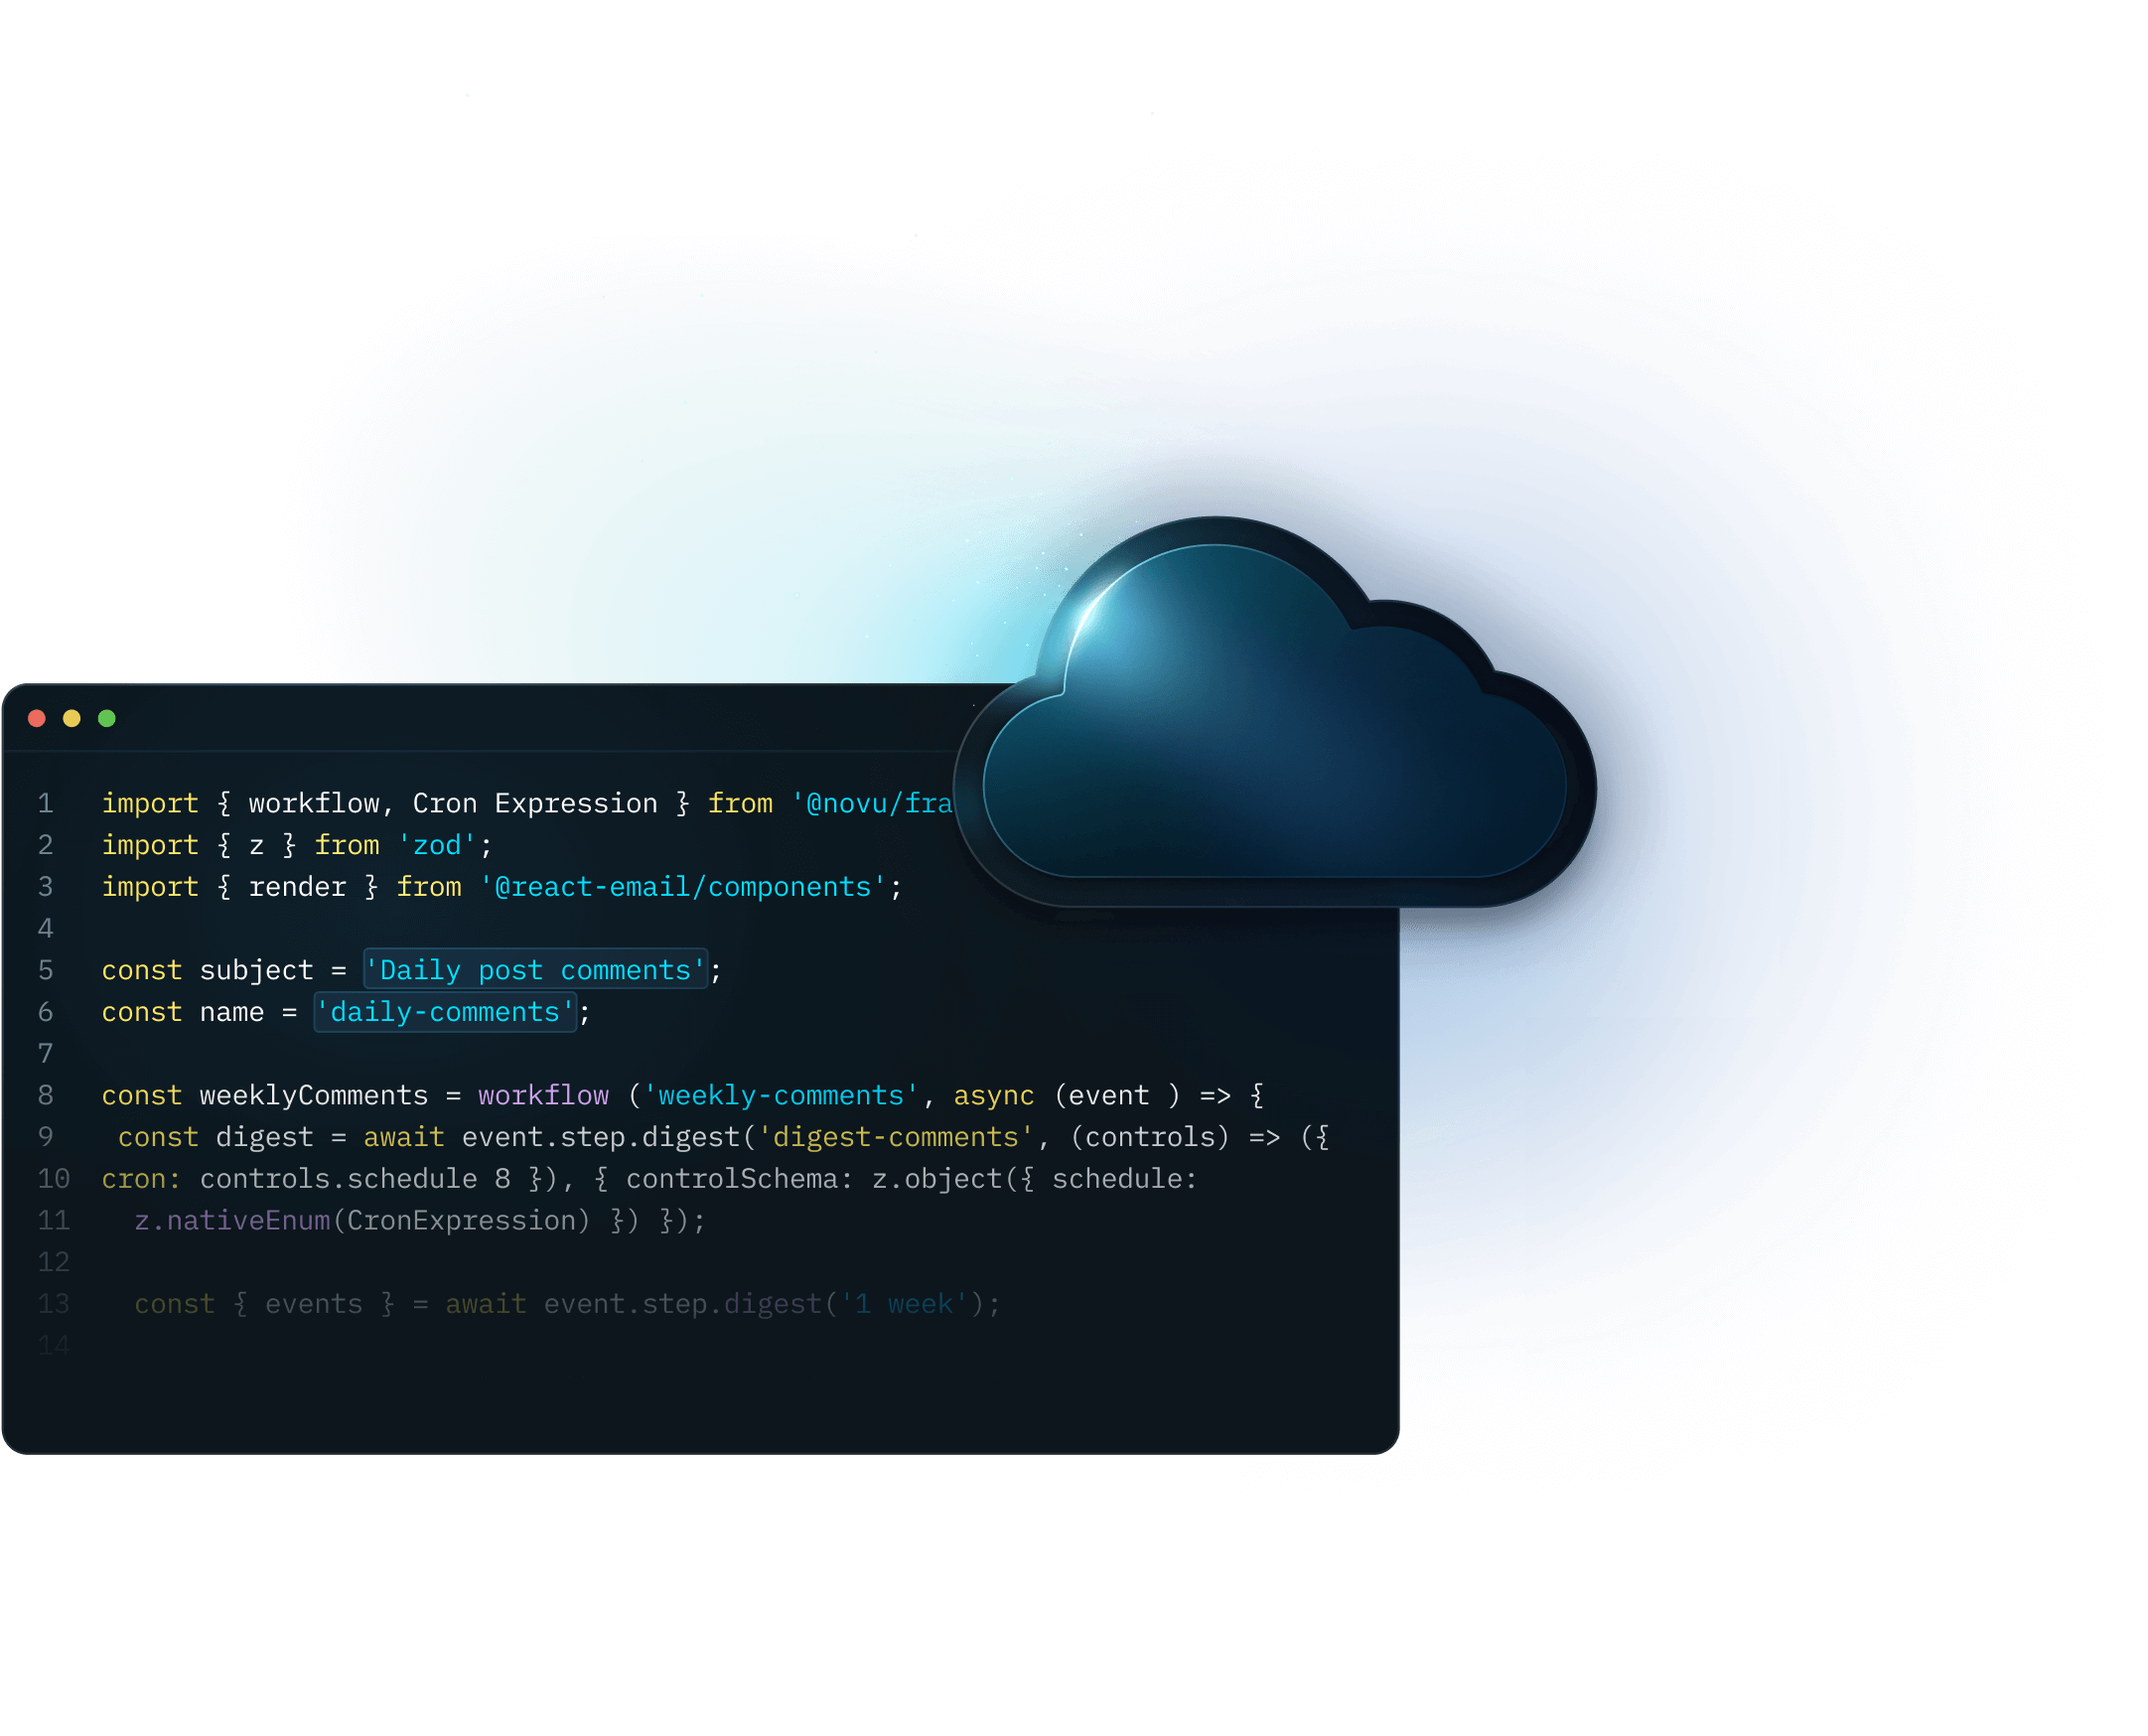 1 import { workflow, Cron Expression } from '@novu/fra
2 import { z } from 'zod';
3 import { render } from '@react-email/components';
4
5 const subject = 'Daily post comments';
6 const name = 'daily-comments';
7
8 const weeklyComments = workflow ('weekly-comments', async (event ) => {
9 const digest = await event.step.digest('digest-comments', (controls) => ({
10 cron: controls.schedule 8 }), { controlSchema: z.object({ schedule:
11 z.nativeEnum(CronExpression) }) });
12
13 const { events } = await event.step.digest('1 week');
14